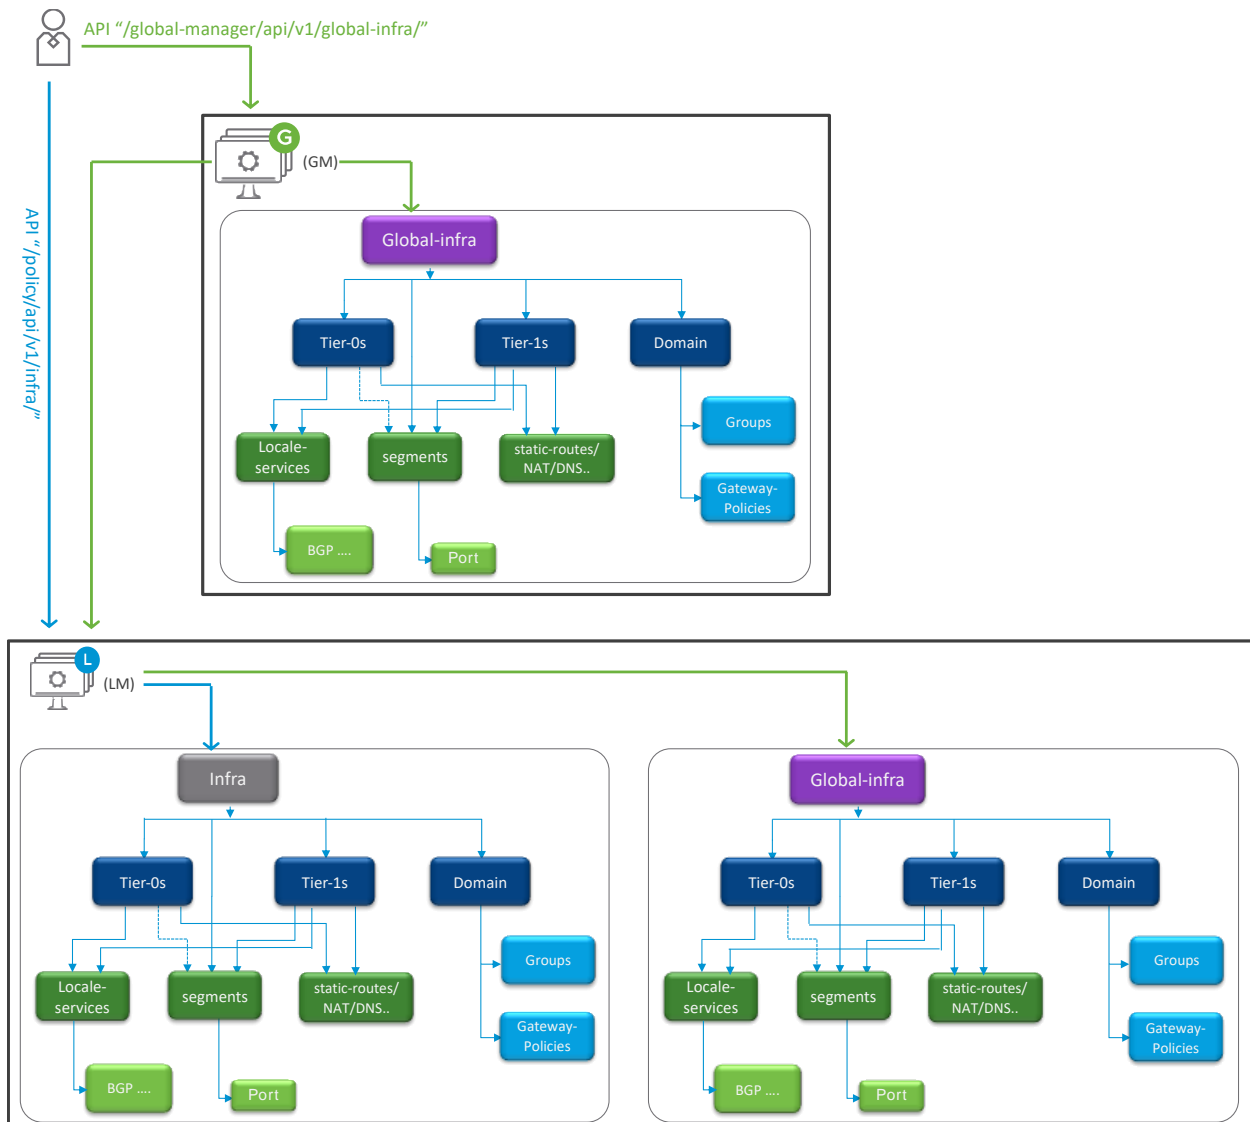 API “/global-manager/api/v1/global-infra/”
G
(GM)
API “/policy/api/v1/infra/”
Global-infra
Tier-0s
Tier-1s
Domain
Groups
Locale-
services
segments
static-routes/
NAT/DNS..
Gateway-
Policies
BGP ....
Port
L
(LM)
Infra
Tier-0s
Tier-1s
Domain
Groups
Locale-
services
segments
static-routes/
NAT/DNS..
Gateway-
Policies
BGP ....
Port
Global-infra
Tier-0s
Tier-1s
Domain
Groups
Locale-
services
segments
static-routes/
NAT/DNS..
Gateway-
Policies
BGP ....
Port